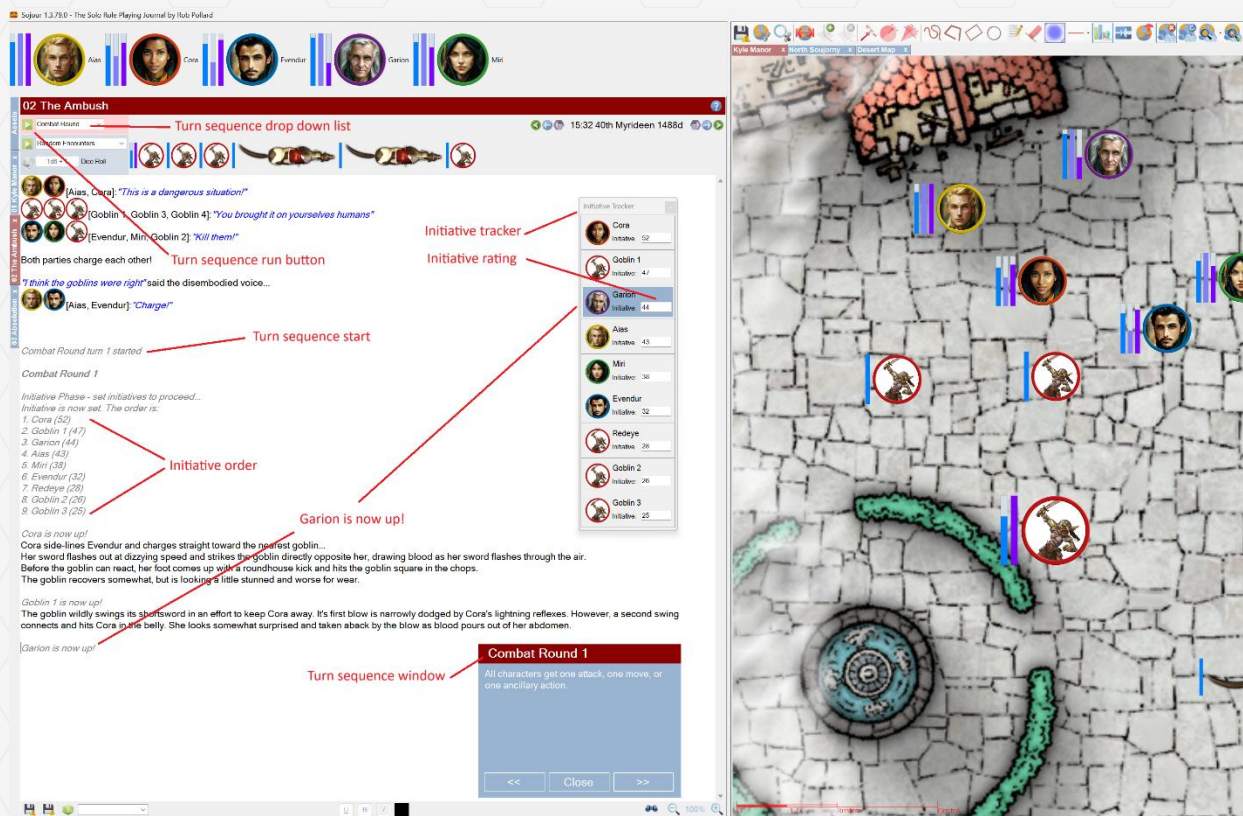 Sojour 1.3.79.0 - The Solo Role Playing Journal by Rob Pollard
Aias
Cora
Evendur
Garion
Miri
02 The Ambush
Assets
01 Kyle Manor x
02 The Ambush x
03 Absolution x
Combat Round
Turn sequence drop down list
15:32 40th Myrideen 1488d
Random Encounters
Dice Roll
[Aias, Cora]: "This is a dangerous situation!"
[Goblin 1, Goblin 3, Goblin 4]: "You brought it on yourselves humans"
[Evendur, Miri, Goblin 2]: "Kill them!"
Both parties charge each other!
Turn sequence run button
"I think the goblins were right" said the disembodied voice...
[Aias, Evendur]: "Charge!"
Turn sequence start
Combat Round turn 1 started
Combat Round 1
Initiative Phase - set initiatives to proceed...
Initiative is now set. The order is:
1. Cora (52)
2. Goblin 1 (47)
3. Garion (44)
4. Aias (43)
5. Miri (38)
6. Evendur (32)
7. Redeye (28)
8. Goblin 2 (26)
9. Goblin 3 (25)
Initiative order
Garion is now up!
Cora is now up!
Cora side-lines Evendur and charges straight toward the nearest goblin...
Her sword flashes out at dizzying speed and strikes the goblin directly opposite her, drawing blood as her sword flashes through the air.
Before the goblin can react, her foot comes up with a roundhouse kick and hits the goblin square in the chops.
The goblin recovers somewhat, but is looking a little stunned and worse for wear.
Goblin 1 is now up!
The goblin wildly swings its shortsword in an effort to keep Cora away. It's first blow is narrowly dodged by Cora's lightning reflexes. However, a second swing
connects and hits Cora in the belly. She looks somewhat surprised and taken aback by the blow as blood pours out of her abdomen.
Garion is now up!
Initiative tracker
Initiative rating
Initiative Tracker
Cora
Initiative: 52
Goblin 1
Initiative: 47
Garion
Initiative: 44
Aias
Initiative: 43
Miri
Initiative: 38
Evendur
Initiative: 32
Redeye
Initiative: 28
Goblin 2
Initiative: 26
Goblin 3
Initiative: 25
Turn sequence window
Combat Round 1
All characters get one attack, one move, or
one ancillary action.
<< Close >>
U B I
100%
Kyle Manor x North Soujorny x Desert Map x